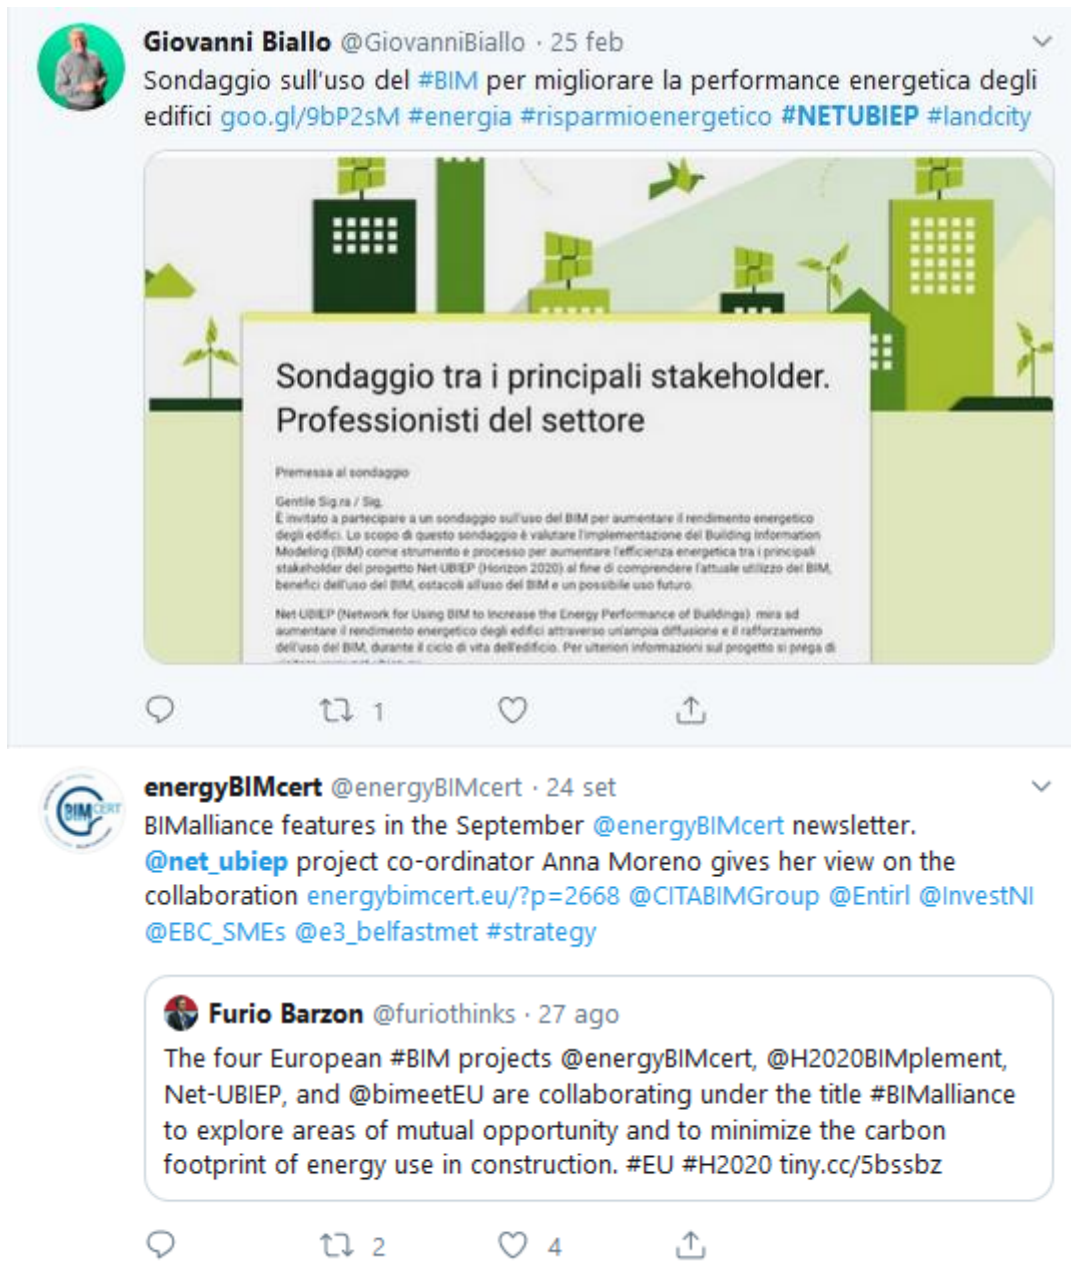 Giovanni Biallo @GiovanniBiallo · 25 feb
Sondaggio sull'uso del #BIM per migliorare la performance energetica degli
edifici goo.gl/9bP2sM #energia #risparmioenergetico #NETUBIEP #landcity
Sondaggio tra i principali stakeholder.
Professionisti del settore
Premessa al sondaggio
Gentile Sig.ra / Sig.
È invitato a partecipare a un sondaggio sull'uso del BIM per aumentare il rendimento energetico
degli edifici. Lo scopo di questo sondaggio è valutare l'implementazione del Building Information
Modeling (BIM) come strumento e processo per aumentare l'efficienza energetica tra i principali
stakeholder del progetto Net-UBIEP (Horizon 2020) al fine di comprendere l'attuale utilizzo del BIM,
benefici dell'uso del BIM, ostacoli all'uso del BIM e un possibile uso futuro.
Net-UBIEP (Network for Using BIM to Increase the Energy Performance of Buildings) mira ad
aumentare il rendimento energetico degli edifici attraverso un'ampia diffusione e il rafforzamento
dell'uso del BIM, durante il ciclo di vita dell'edificio. Per ulteriori informazioni sul progetto si prega di
1
energyBIMcert @energyBIMcert · 24 set
BIMCERT
BIMalliance features in the September @energyBIMcert newsletter.
@net_ubiep project co-ordinator Anna Moreno gives her view on the
collaboration energybimcert.eu/?p=2668 @CITABIMGroup @Entirl @InvestNI
@EBC_SMEs @e3_belfastmet #strategy
Furio Barzon @furiothinks · 27 ago
The four European #BIM projects @energyBIMcert, @H2020BIMplement,
Net-UBIEP, and @bimeetEU are collaborating under the title #BIMalliance
to explore areas of mutual opportunity and to minimize the carbon
footprint of energy use in construction. #EU #H2020 tiny.cc/5bssbz
2 4